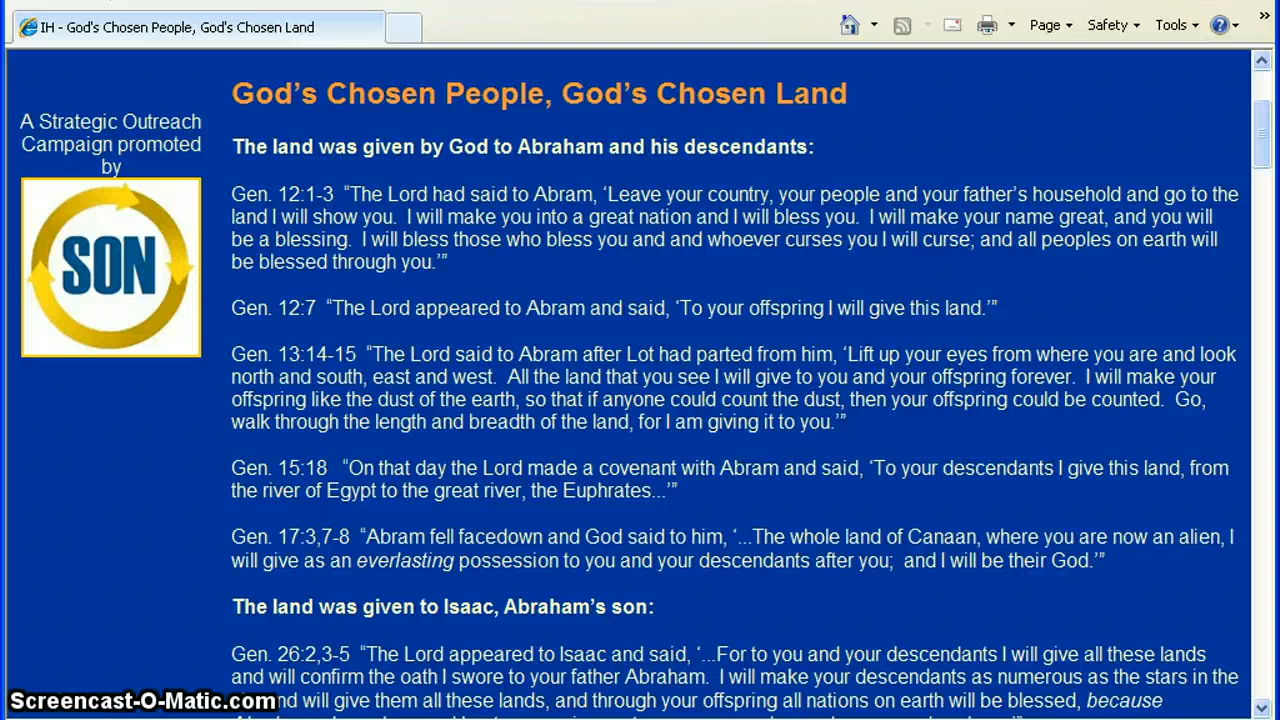 IH - God's Chosen People, God's Chosen Land
Page
Safety
Tools
God's Chosen People, God's Chosen Land
A Strategic Outreach
Campaign promoted
by
SON
The land was given by God to Abraham and his descendants:
Gen. 12:1-3 “The Lord had said to Abram, ‘Leave your country, your people and your father’s household and go to the
land I will show you. I will make you into a great nation and I will bless you. I will make your name great, and you will
be a blessing. I will bless those who bless you and and whoever curses you I will curse; and all peoples on earth will
be blessed through you.’”
Gen. 12:7 “The Lord appeared to Abram and said, ‘To your offspring I will give this land.’”
Gen. 13:14-15 “The Lord said to Abram after Lot had parted from him, ‘Lift up your eyes from where you are and look
north and south, east and west. All the land that you see I will give to you and your offspring forever. I will make your
offspring like the dust of the earth, so that if anyone could count the dust, then your offspring could be counted. Go,
walk through the length and breadth of the land, for I am giving it to you.’”
Gen. 15:18 “On that day the Lord made a covenant with Abram and said, ‘To your descendants I give this land, from
the river of Egypt to the great river, the Euphrates...’”
Gen. 17:3,7-8 “Abram fell facedown and God said to him, ‘...The whole land of Canaan, where you are now an alien, I
will give as an everlasting possession to you and your descendants after you; and I will be their God.’”
The land was given to Isaac, Abraham’s son:
Gen. 26:2,3-5 “The Lord appeared to Isaac and said, ‘...For to you and your descendants I will give all these lands
and will confirm the oath I swore to your father Abraham. I will make your descendants as numerous as the stars in the
and will give them all these lands, and through your offspring all nations on earth will be blessed, because
Screencast-O-Matic.com